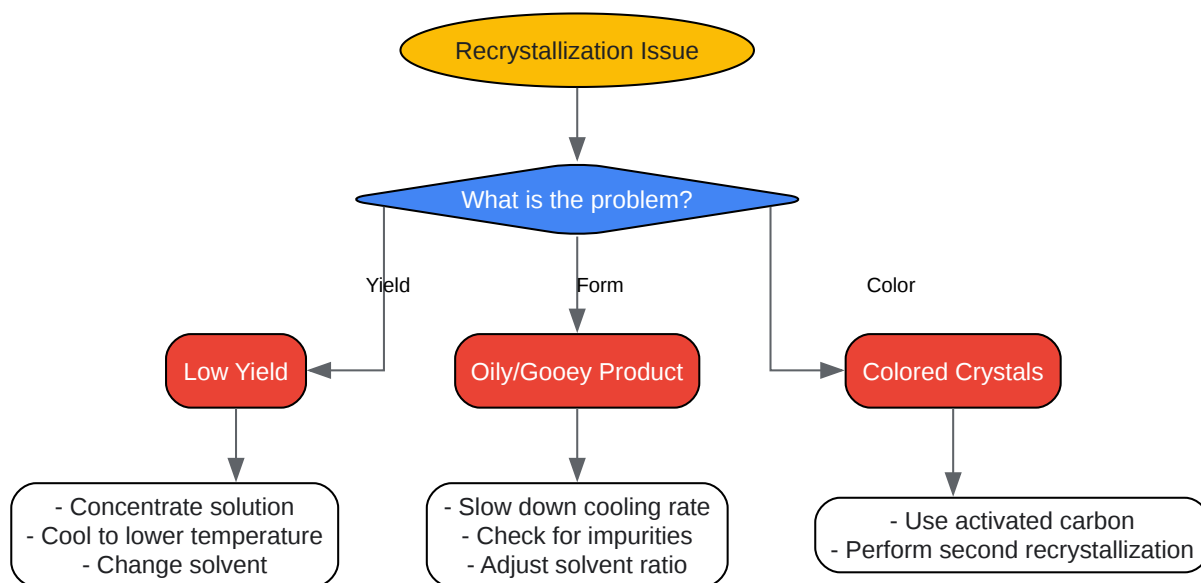 Recrystallization Issue
What is the problem?
Yield
Form
Color
Low Yield
Oily/Gooey Product
Colored Crystals
- Concentrate solution
- Cool to lower temperature
- Change solvent
- Slow down cooling rate
- Check for impurities
- Adjust solvent ratio
- Use activated carbon
- Perform second recrystallization